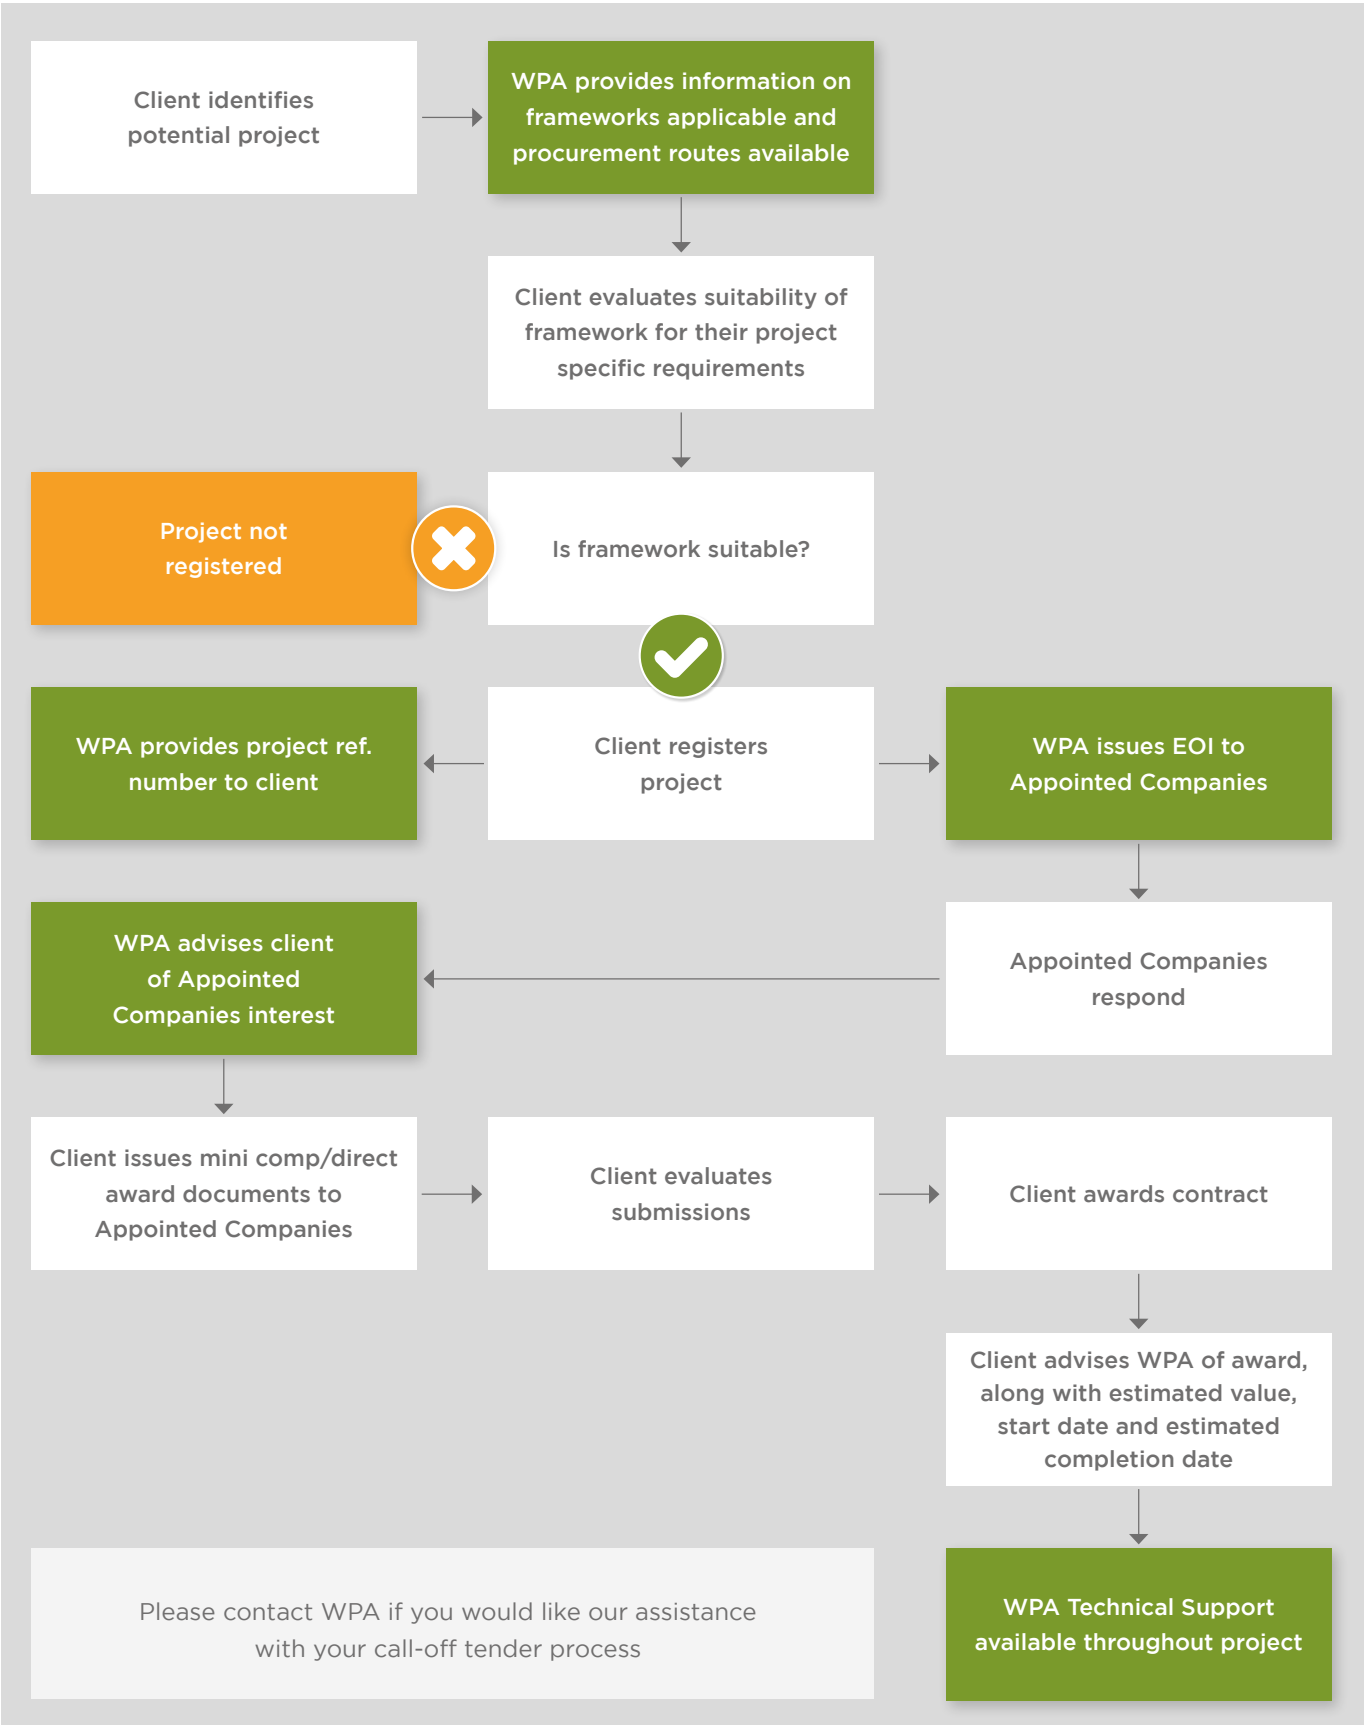 Client identifies
potential project
WPA provides information on
frameworks applicable and
procurement routes available
Client evaluates suitability of
framework for their project
specific requirements
Project not
registered
Is framework suitable?
WPA provides project ref.
number to client
Client registers
project
WPA issues EOI to
Appointed Companies
WPA advises client
of Appointed
Companies interest
Appointed Companies
respond
Client issues mini comp/direct
award documents to
Appointed Companies
Client evaluates
submissions
Client awards contract
Client advises WPA of award,
along with estimated value,
start date and estimated
completion date
Please contact WPA if you would like our assistance
with your call-off tender process
WPA Technical Support
available throughout project